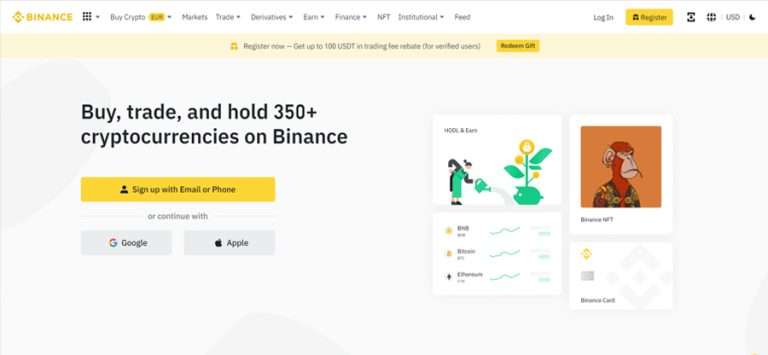 BINANCE
Buy Crypto EUR Markets Trade Derivatives Earn Finance NFT Institutional Feed
Log In Register USD
Register now — Get up to 100 USDT in trading fee rebate (for verified users) Redeem Gift
Buy, trade, and hold 350+
cryptocurrencies on Binance
Sign up with Email or Phone
or continue with
Google Apple
HODL & Earn
BNB
BNB
Bitcoin
BTC
Ethereum
ETH
Binance NFT
Binance Card